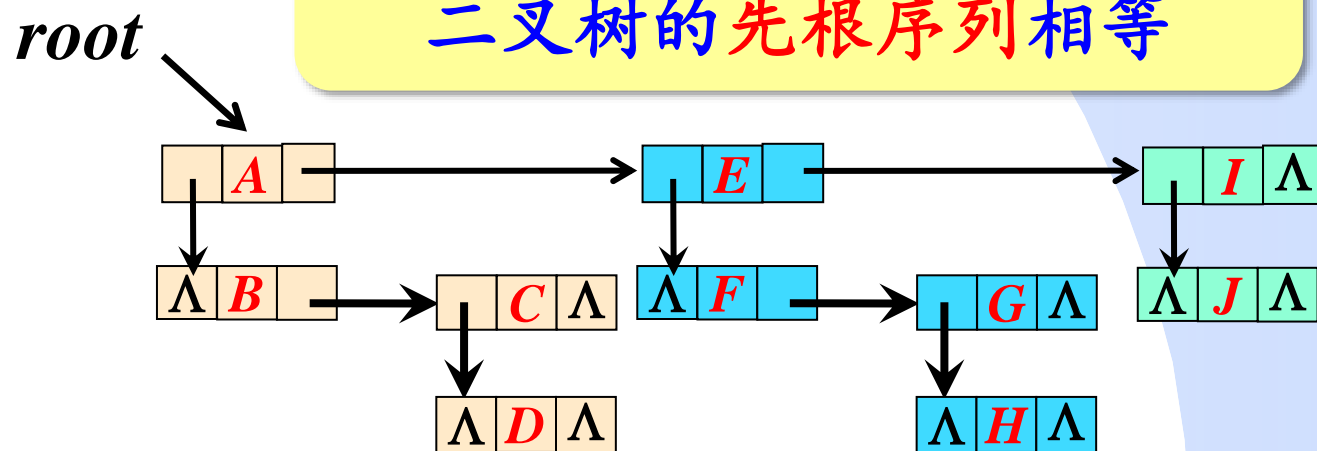 root
二叉树的先根序列相等
A E I Λ
Λ B C Λ Λ F G Λ Λ J Λ
Λ D Λ Λ H Λ